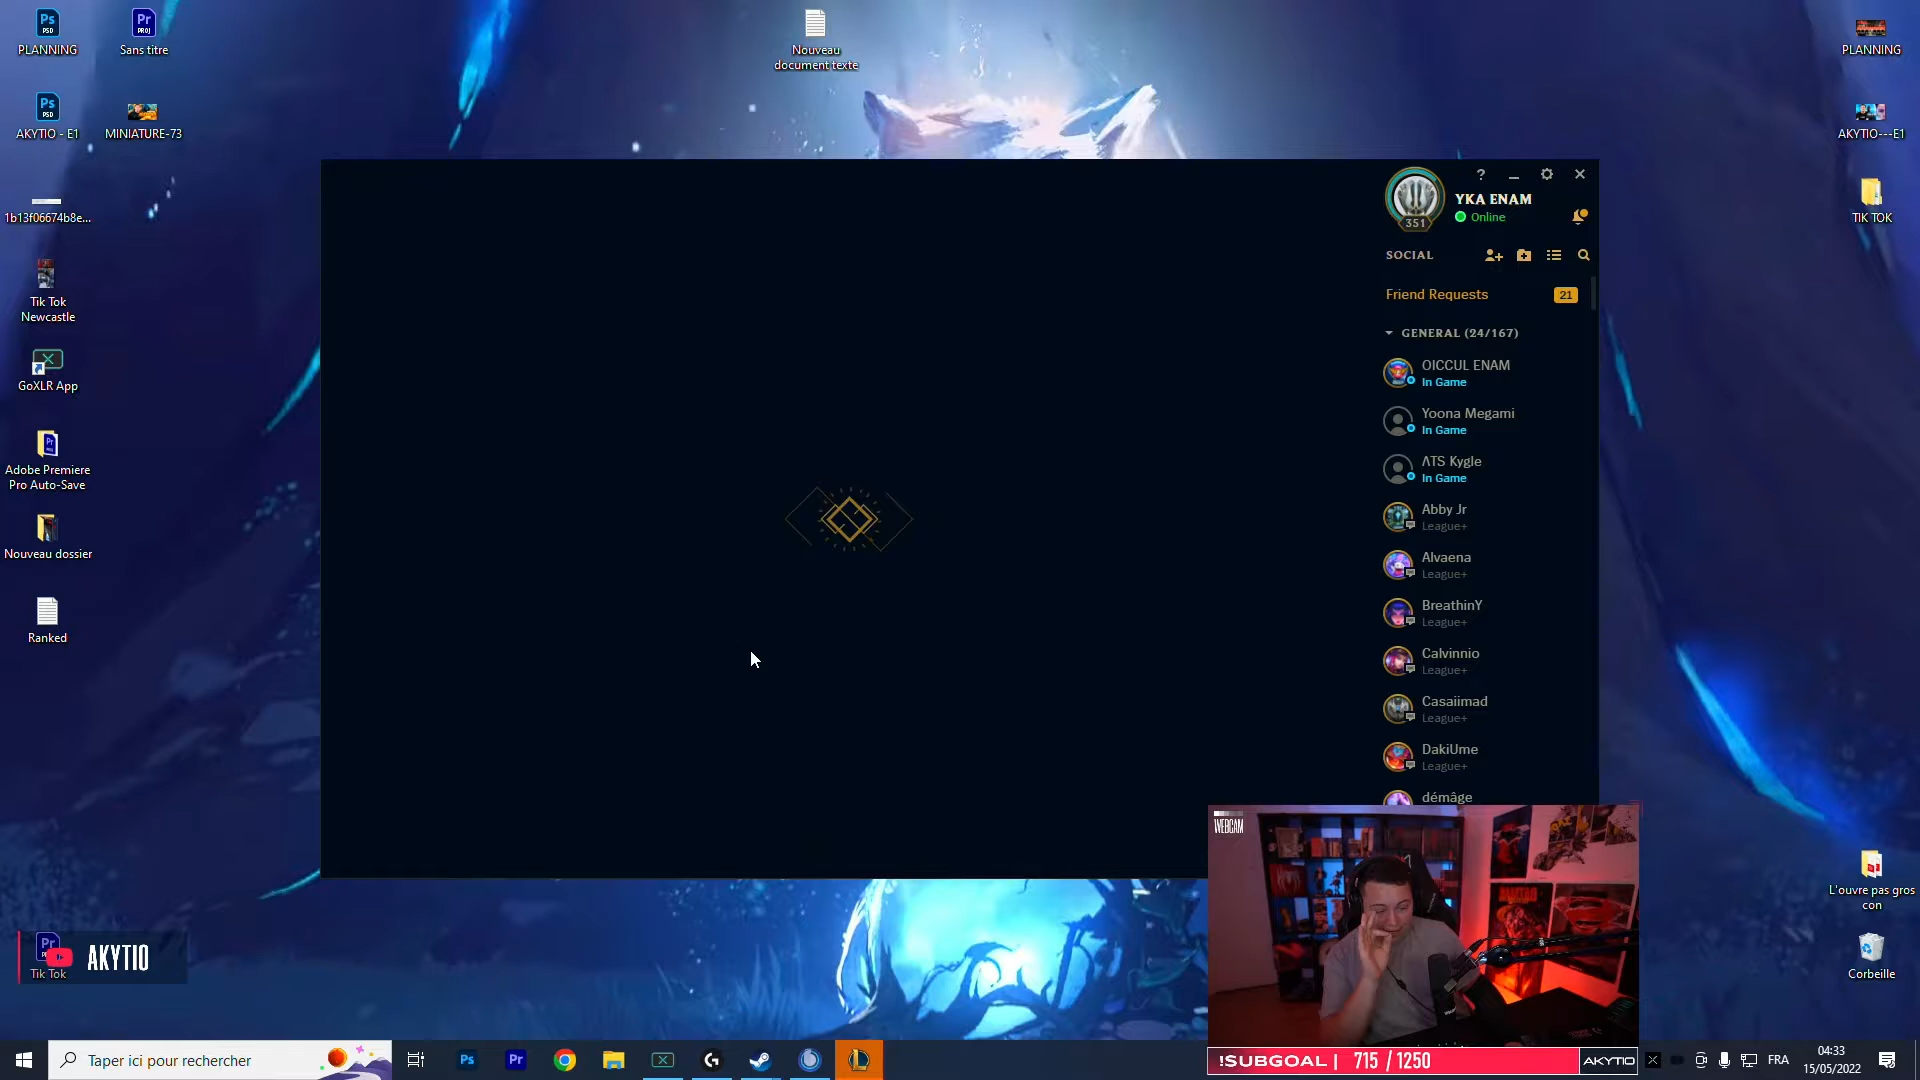 PLANNING
Sans titre
Nouveau
document texte
PLANNING
AKYTIO - E1
MINIATURE-73
AKYTIO---E1
1b13f06674b8e...
TIK TOK
Tik Tok
Newcastle
GoXLR App
Adobe Premiere
Pro Auto-Save
Nouveau dossier
Ranked
?
YKA ENAM
351
Online
SOCIAL
Friend Requests
21
GENERAL (24/167)
OICCUL ENAM
In Game
Yoona Megami
In Game
ΛTS Kygle
In Game
Abby Jr
League+
Alvaena
League+
BreathinY
League+
Calvinnio
League+
Casaiimad
League+
DakiUme
League+
démâge
WEBCAM
L'ouvre pas gros
con
Corbeille
Tik Tok
AKYTIO
Taper ici pour rechercher
Ps
Pr
!SUBGOAL | 715 / 1250
AKYTIO
FRA
04:33
15/05/2022